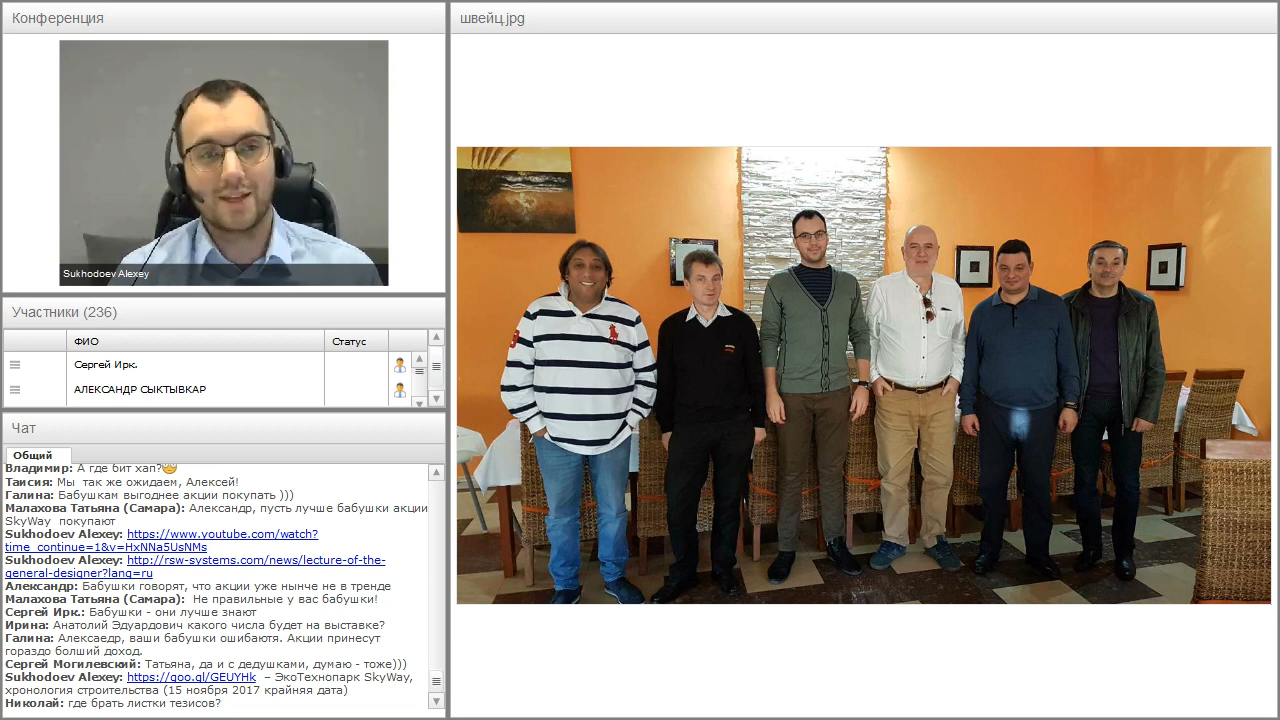 Конференция
Sukhodoev Alexey
Участники (236)
ФИО
Статус
Сергей Ирк.
АЛЕКСАНДР СЫКТЫВКАР
Чат
Общий
Владимир: А где бит хап?
Таисия: Мы так же ожидаем, Алексей!
Галина: Бабушкам выгоднее акции покупать )))
Малахова Татьяна (Самара): Александр, пусть лучше бабушки акции
SkyWay покупают
Sukhodoev Alexey: https://www.youtube.com/watch?
time_continue=1&v=HxNNa5UsNMs
Sukhodoev Alexey: http://rsw-systems.com/news/lecture-of-the-
general-designer?lang=ru
Александр: Бабушки говорят, что акции уже нынче не в тренде
Малахова Татьяна (Самара): Не правильные у вас бабушки!
Сергей Ирк.: Бабушки - они лучше знают
Ирина: Анатолий Эдуардович какого числа будет на выставке?
Галина: Алексаедр, ваши бабушки ошибаютя. Акции принесут
гораздо болший доход.
Сергей Могилевский: Татьяна, да и с дедушками, думаю - тоже)))
Sukhodoev Alexey: https://goo.gl/GEUYHk – ЭкоТехнопарк SkyWay,
хронология строительства (15 ноября 2017 крайняя дата)
Николай: где брать листки тезисов?
швейц.jpg